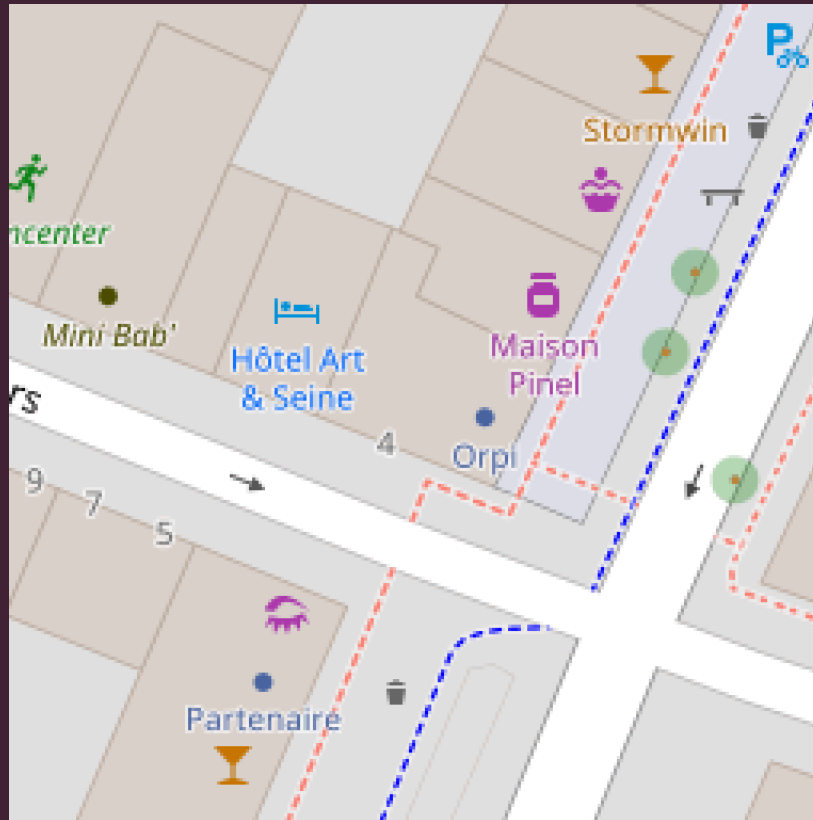 P
Stormwin
ncenter
Mini Bab'
Hôtel Art
& Seine
Maison
Pinel
rs
4
Orpi
9
7
5
Partenaire